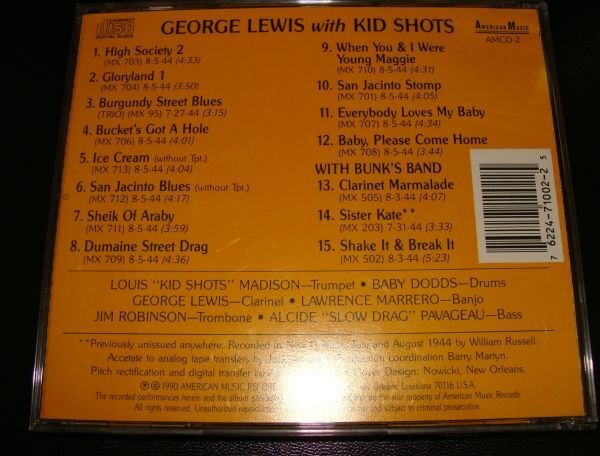 COMPACT
disc
DIGITAL AUDIO
GEORGE LEWIS with KID SHOTS
AMERICAN MUSIC
AMCD-2
1. High Society 2
(MX 703) 8-5-44 (4:33)
2. Gloryland 1
(MX 704) 8-5-44 (3:50)
3. Burgundy Street Blues
(TRIO) (MX 95) 7-27-44 (3:15)
4. Bucket's Got A Hole
(MX 706) 8-5-44 (4:01)
5. Ice Cream (without Tpt.)
(MX 713) 8-5-44 (4:04)
6. San Jacinto Blues (without Tpt.)
(MX 712) 8-5-44 (4:17)
7. Sheik Of Araby
(MX 711) 8-5-44 (3:59)
8. Dumaine Street Drag
(MX 709) 8-5-44 (4:36)
9. When You & I Were
Young Maggie
(MX 710) 8-5-44 (4:31)
10. San Jacinto Stomp
(MX 701) 8-5-44 (4:05)
11. Everybody Loves My Baby
(MX 707) 8-5-44 (4:34)
12. Baby, Please Come Home
(MX 708) 8-5-44 (3:44)
WITH BUNK'S BAND
13. Clarinet Marmalade
(MX 505) 8-3-44 (4:07)
14. Sister Kate**
(MX 203) 7-31-44 (3:33)
15. Shake It & Break It
(MX 502) 8-3-44 (5:23)
7 76224-71002-2 5
LOUIS "KID SHOTS" MADISON—Trumpet • BABY DODDS—Drums
GEORGE LEWIS—Clarinet • LAWRENCE MARRERO—Banjo
JIM ROBINSON—Trombone • ALCIDE "SLOW DRAG" PAVAGEAU—Bass
**Previously unissued anywhere. Recorded in New Orleans, July and August 1944 by William Russell.
Accetate to analog tape transfers by Jack coordination Barry Martyn.
Pitch rectification and digital transfer by Cover Design: Nowicki, New Orleans.
℗ © 1990 AMERICAN MUSIC RECORDS Orleans, Louisiana 70116 U.S.A.
The recorded performances herein and the album the sole property of American Music Records.
All rights reserved. Unauthorized and subject to criminal prosecution.